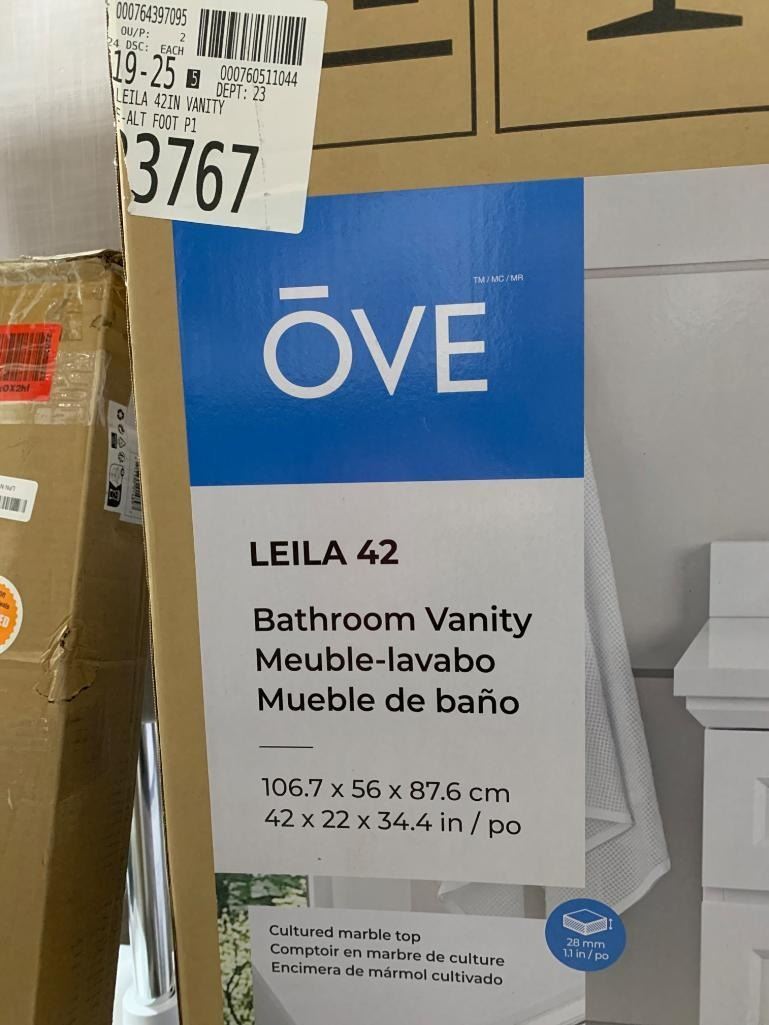 000764397095
OU/P: 2
DSC: EACH
19-25 5 000760511044
DEPT: 23
LEILA 42IN VANITY
-ALT FOOT P1
3767
ŌVE
TM / MC / MR
LEILA 42
Bathroom Vanity
Meuble-lavabo
Mueble de baño
106.7 x 56 x 87.6 cm
42 x 22 x 34.4 in / po
Cultured marble top
Comptoir en marbre de culture
Encimera de mármol cultivado
28 mm
1.1 in / po